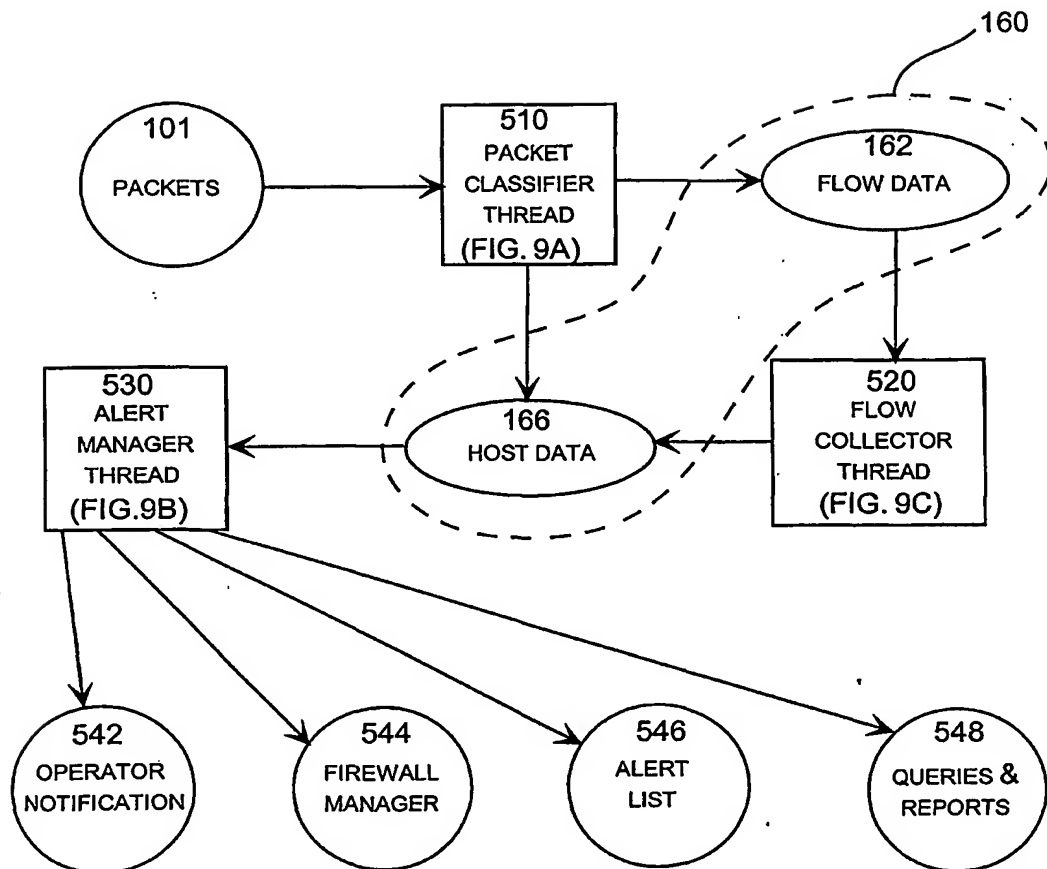 160
101
PACKETS
510
PACKET
CLASSIFIER
THREAD
(FIG. 9A)
162
FLOW DATA
530
ALERT
MANAGER
THREAD
(FIG.9B)
166
HOST DATA
520
FLOW
COLLECTOR
THREAD
(FIG. 9C)
542
OPERATOR
NOTIFICATION
544
FIREWALL
MANAGER
546
ALERT
LIST
548
QUERIES &
REPORTS